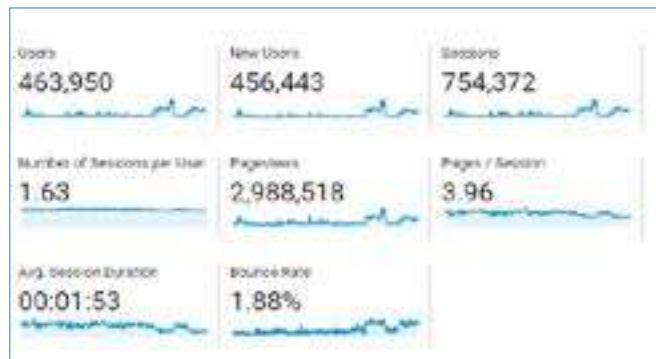 Users
463,950
New Users
456,443
Sessions
754,372
Number of Sessions per User
1.63
Pageviews
2,988,518
Pages / Session
3.96
Avg. Session Duration
00:01:53
Bounce Rate
1.88%